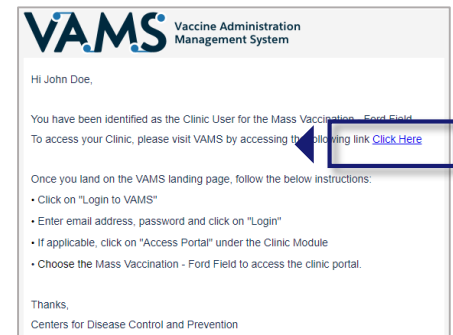 VAMS Vaccine Administration
Management System
Hi John Doe,
You have been identified as the Clinic User for the Mass Vaccination - Ford Field
To access your Clinic, please visit VAMS by accessing the following link Click Here
Once you land on the VAMS landing page, follow the below instructions:
• Click on "Login to VAMS"
• Enter email address, password and click on "Login"
• If applicable, click on "Access Portal" under the Clinic Module
• Choose the Mass Vaccination - Ford Field to access the clinic portal.
Thanks,
Centers for Disease Control and Prevention